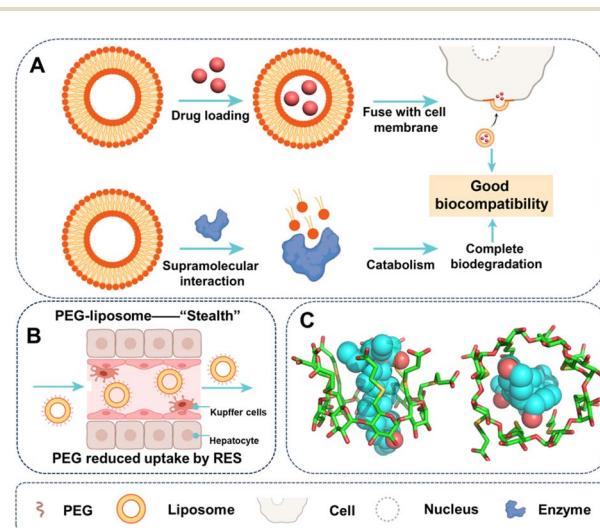 A
Drug loading
Fuse with cell
membrane
Good
biocompatibility
Supramolecular
interaction
Catabolism
Complete
biodegradation
B
PEG-liposome——“Stealth”
Kupffer cells
Hepatocyte
PEG reduced uptake by RES
C
PEG
Liposome
Cell
Nucleus
Enzyme